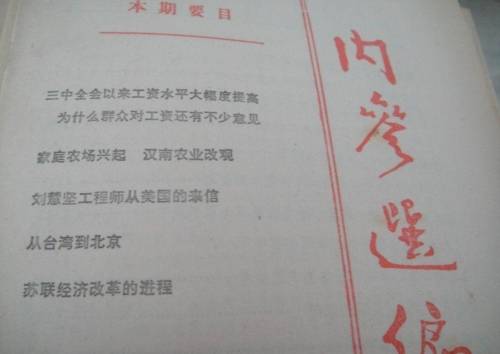 本期要目
三中全会以来工资水平大幅度提高
为什么群众对工资还有不少意见
家庭农场兴起 汉南农业改观
刘慧坚工程师从美国的来信
从台湾到北京
苏联经济改革的进程
内参选编